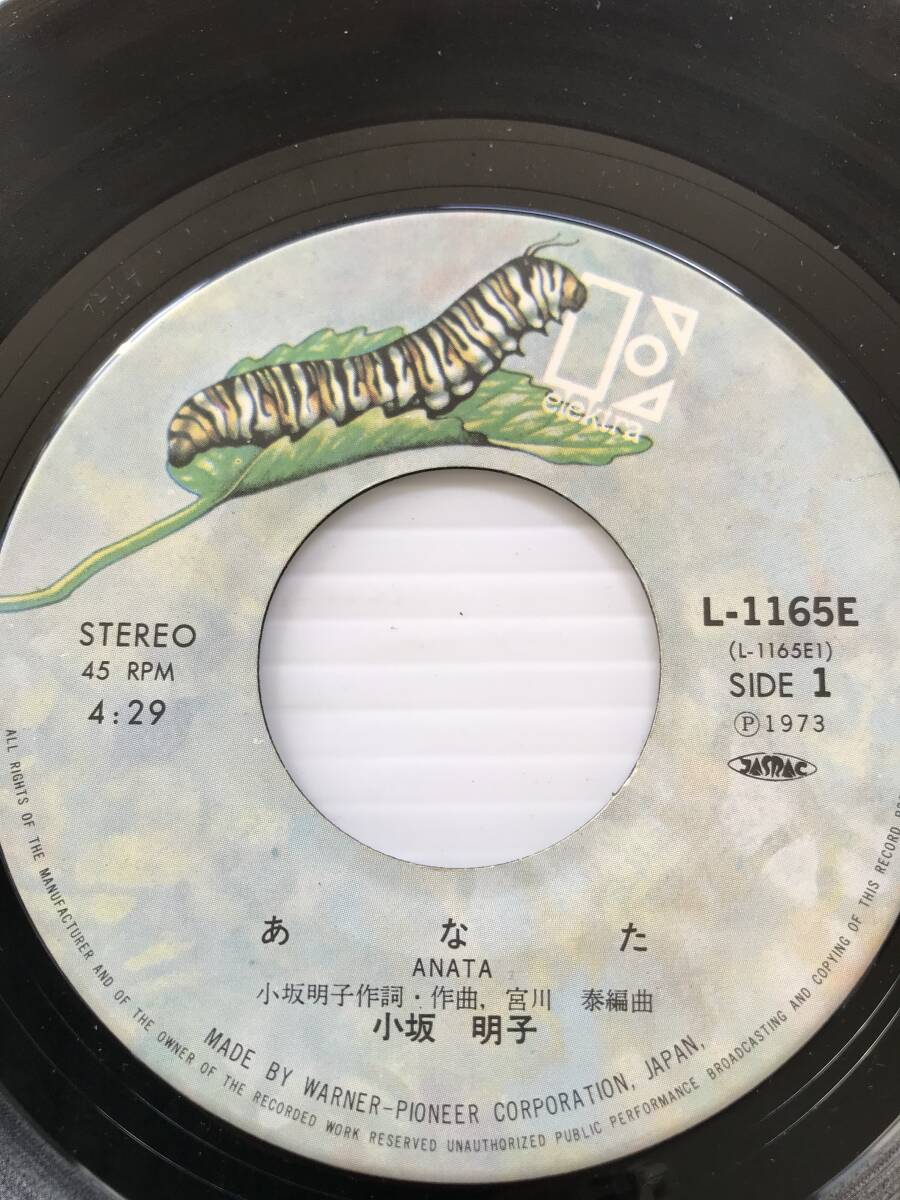 elektra
STEREO
45 RPM
4:29
L-1165E
(L-1165E1)
SIDE 1
Ⓟ1973
JASRAC
あなた
ANATA
小坂明子作詞・作曲, 宮川 泰編曲
小坂 明子
MADE BY WARNER-PIONEER CORPORATION, JAPAN,
ALL RIGHTS OF THE MANUFACTURER AND OF THE OWNER OF THE RECORDED WORK RESERVED UNAUTHORIZED PUBLIC PERFORMANCE BROADCASTING AND COPYING OF THIS RECORD